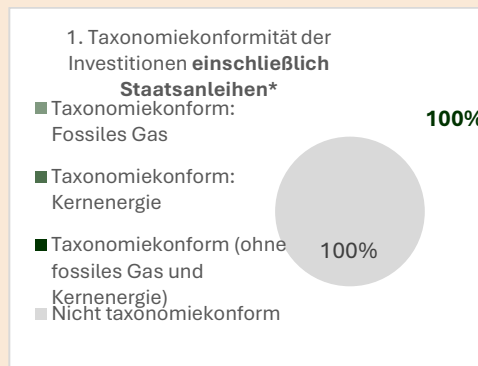 1. Taxonomiekonformität der
Investitionen einschließlich
Staatsanleihen*
Taxonomiekonform:
Fossiles Gas
Taxonomiekonform:
Kernenergie
Taxonomiekonform (ohne
fossiles Gas und
Kernenergie)
Nicht taxonomiekonform
100%
100%